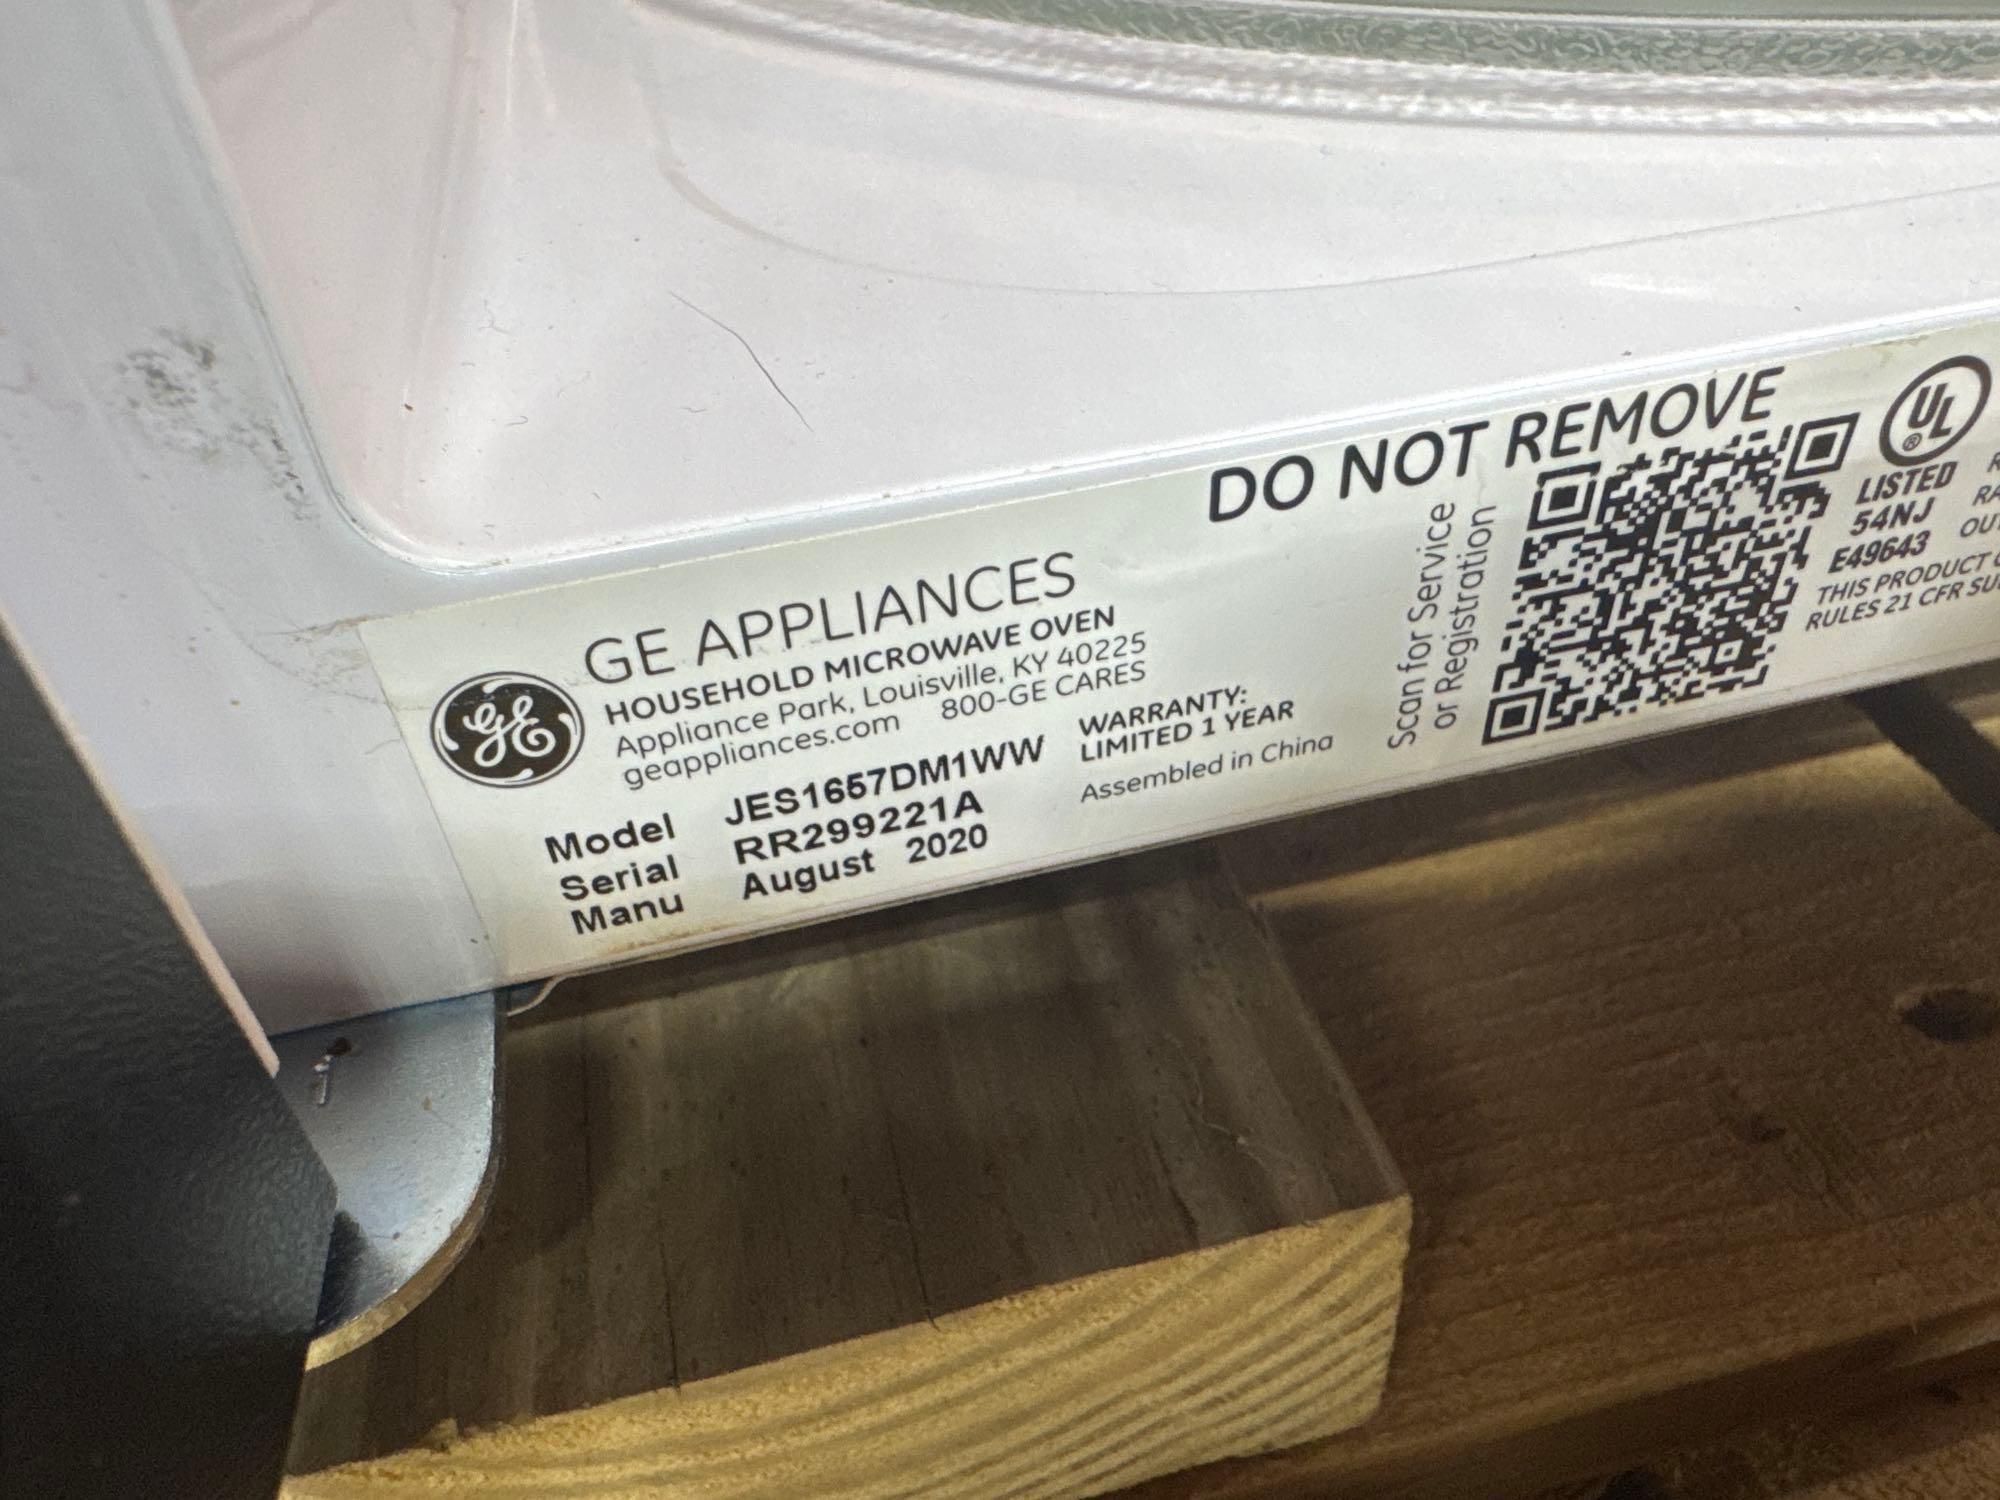 DO NOT REMOVE
GE
GE APPLIANCES
HOUSEHOLD MICROWAVE OVEN
Appliance Park, Louisville, KY 40225
geappliances.com 800-GE CARES
Model JES1657DM1WW
Serial RR299221A
Manu August 2020
WARRANTY:
LIMITED 1 YEAR
Assembled in China
Scan for Service
or Registration
UL
®
LISTED
54NJ
E49643
THIS PRODUCT
RULES 21 CFR